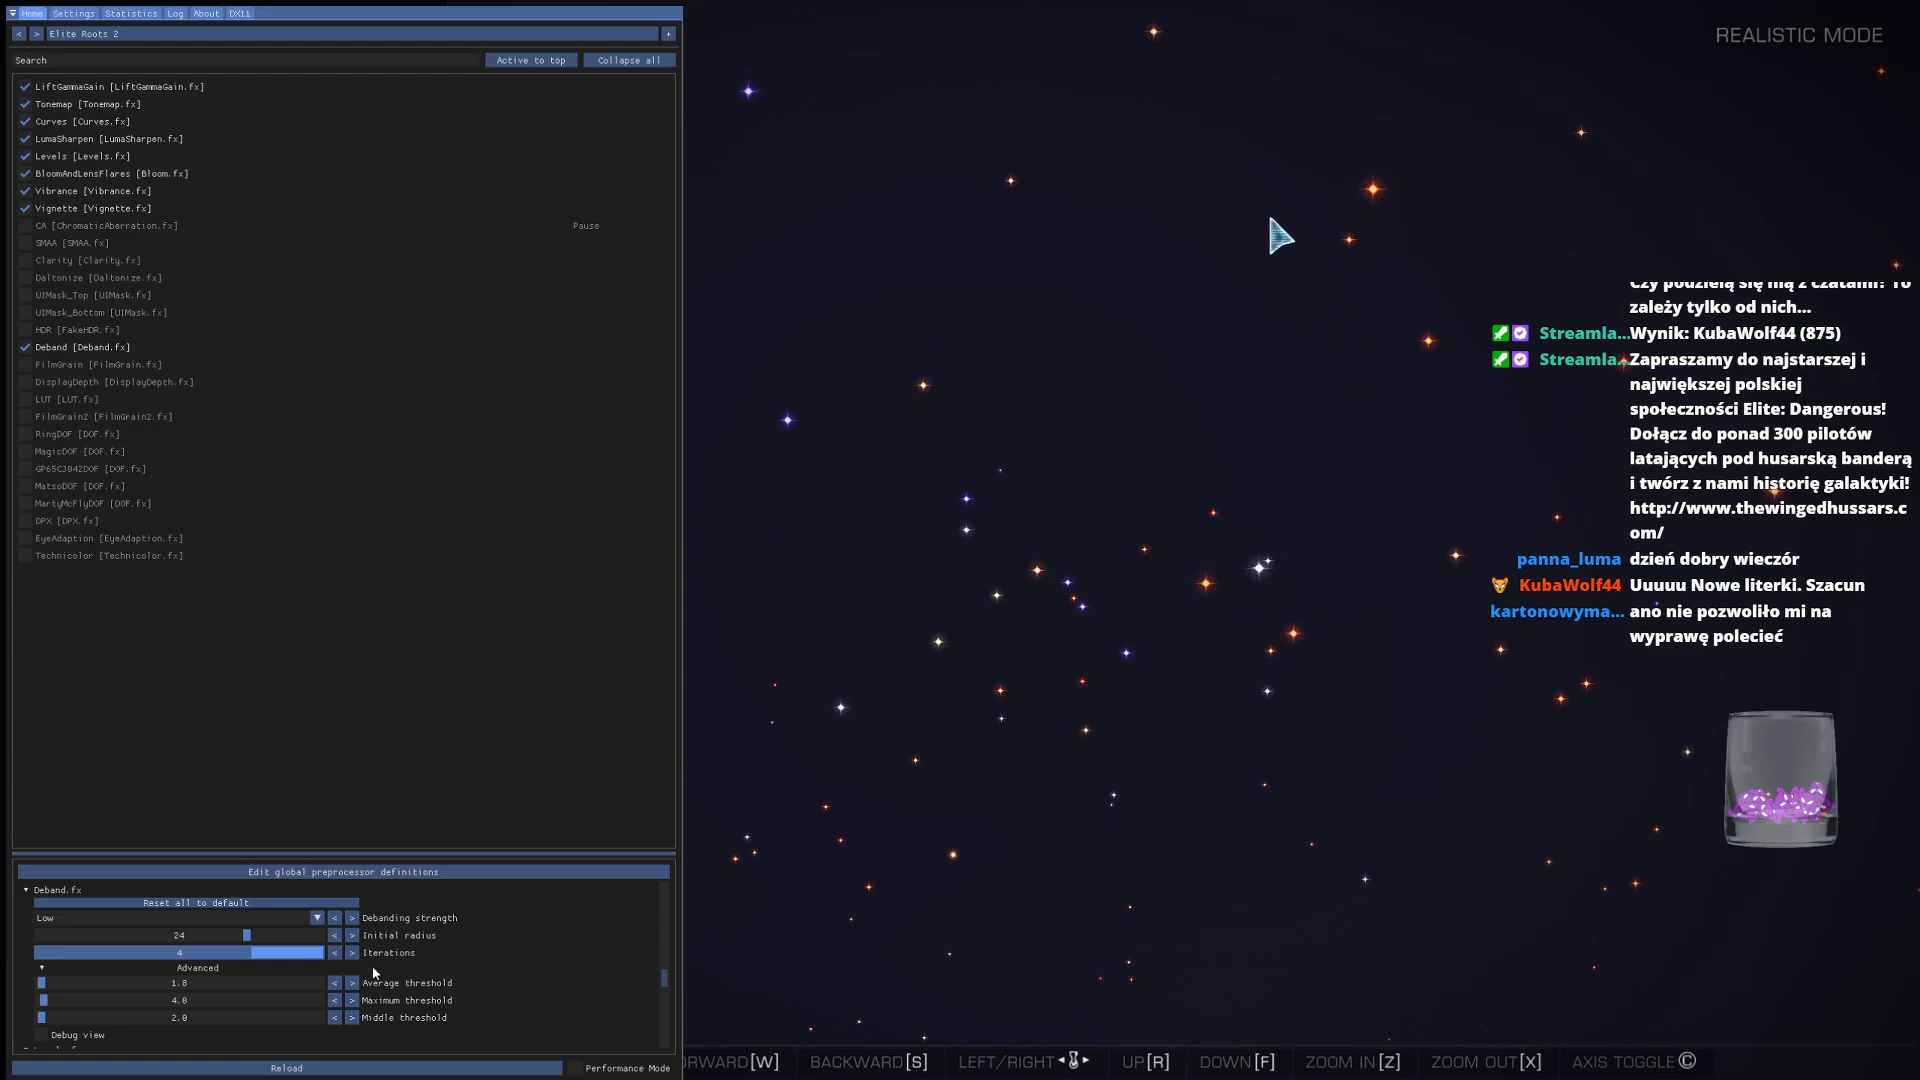 Home Settings Statistics Log About DX11
< > Elite Roots 2 +
Search Active to top Collapse all
LiftGammaGain [LiftGammaGain.fx]
Tonemap [Tonemap.fx]
Curves [Curves.fx]
LumaSharpen [LumaSharpen.fx]
Levels [Levels.fx]
BloomAndLensFlares [Bloom.fx]
Vibrance [Vibrance.fx]
Vignette [Vignette.fx]
CA [ChromaticAberration.fx] Pause
SMAA [SMAA.fx]
Clarity [Clarity.fx]
Daltonize [Daltonize.fx]
UIMask_Top [UIMask.fx]
UIMask_Bottom [UIMask.fx]
HDR [FakeHDR.fx]
Deband [Deband.fx]
FilmGrain [FilmGrain.fx]
DisplayDepth [DisplayDepth.fx]
LUT [LUT.fx]
FilmGrain2 [FilmGrain2.fx]
RingDOF [DOF.fx]
MagicDOF [DOF.fx]
GP65CJ042DOF [DOF.fx]
MatsoDOF [DOF.fx]
MartyMcFlyDOF [DOF.fx]
DPX [DPX.fx]
EyeAdaption [EyeAdaption.fx]
Technicolor [Technicolor.fx]
Edit global preprocessor definitions
Deband.fx
Reset all to default
Low < > Debanding strength
24 < > Initial radius
4 < > Iterations
Advanced
1.0 < > Average threshold
4.0 < > Maximum threshold
2.0 < > Middle threshold
Debug view
Reload Performance Mode
REALISTIC MODE
Czy podzielą się nią z czatami? To
zależy tylko od nich...
Streamla... Wynik: KubaWolf44 (875)
Streamla... Zapraszamy do najstarszej i
największej polskiej
społeczności Elite: Dangerous!
Dołącz do ponad 300 pilotów
latających pod husarską banderą
i twórz z nami historię galaktyki!
http://www.thewingedhussars.c
om/
panna_luma dzień dobry wieczór
KubaWolf44 Uuuuu Nowe literki. Szacun
kartonowyma... ano nie pozwoliło mi na
wyprawę polecieć
ORWARD[W] BACKWARD[S] LEFT/RIGHT UP[R] DOWN[F] ZOOM IN[Z] ZOOM OUT[X] AXIS TOGGLE